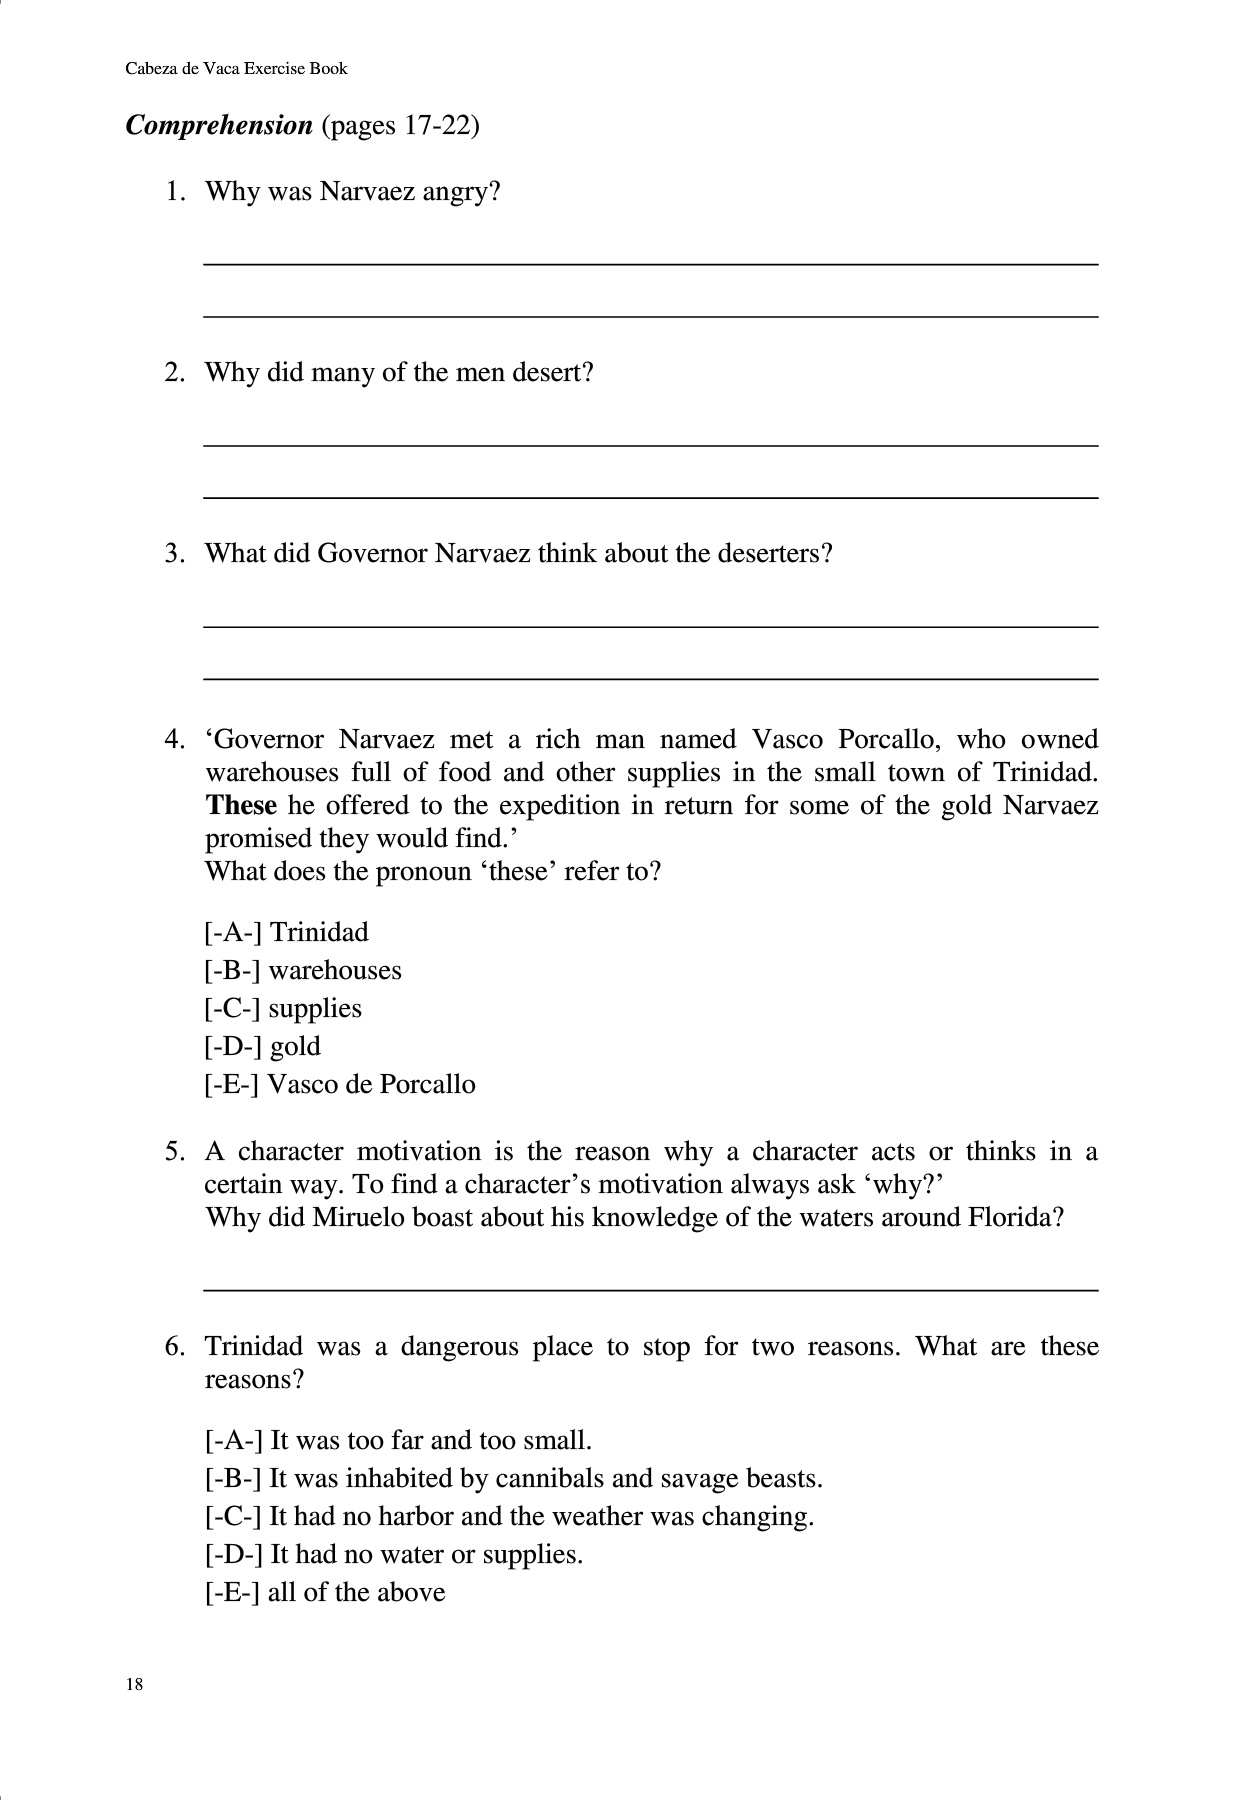 Cabeza de Vaca Exercise Book
Comprehension (pages 17-22)
1. Why was Narvaez angry?
2. Why did many of the men desert?
3. What did Governor Narvaez think about the deserters?
4. ‘Governor Narvaez met a rich man named Vasco Porcallo, who owned
warehouses full of food and other supplies in the small town of Trinidad.
These he offered to the expedition in return for some of the gold Narvaez
promised they would find.’
What does the pronoun ‘these’ refer to?
[-A-] Trinidad
[-B-] warehouses
[-C-] supplies
[-D-] gold
[-E-] Vasco de Porcallo
5. A character motivation is the reason why a character acts or thinks in a
certain way. To find a character’s motivation always ask ‘why?’
Why did Miruelo boast about his knowledge of the waters around Florida?
6. Trinidad was a dangerous place to stop for two reasons. What are these
reasons?
[-A-] It was too far and too small.
[-B-] It was inhabited by cannibals and savage beasts.
[-C-] It had no harbor and the weather was changing.
[-D-] It had no water or supplies.
[-E-] all of the above
18